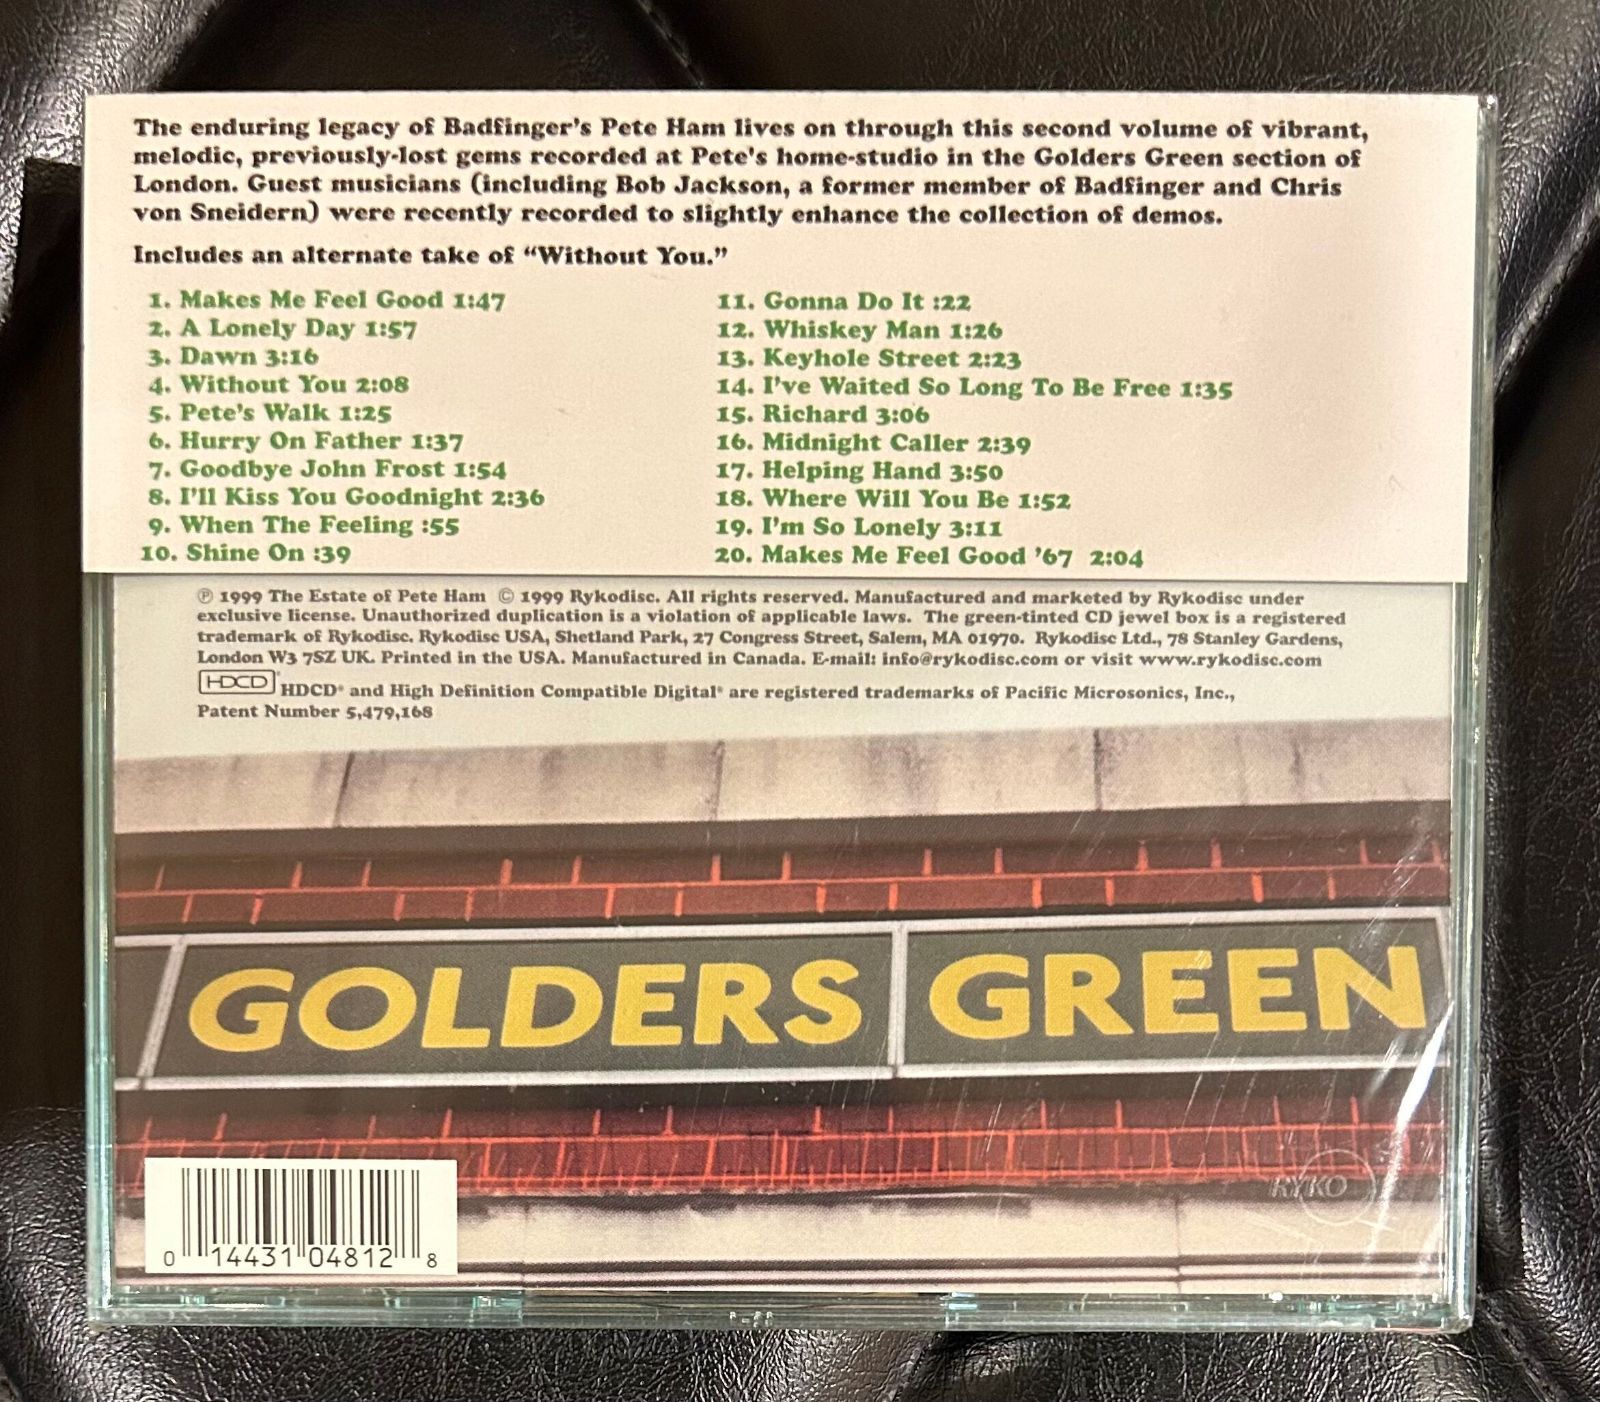 The enduring legacy of Badfinger's Pete Ham lives on through this second volume of vibrant,
melodic, previously-lost gems recorded at Pete's home-studio in the Golders Green section of
London. Guest musicians (including Bob Jackson, a former member of Badfinger and Chris
von Sneidern) were recently recorded to slightly enhance the collection of demos.
Includes an alternate take of “Without You.”
1. Makes Me Feel Good 1:47
2. A Lonely Day 1:57
3. Dawn 3:16
4. Without You 2:08
5. Pete's Walk 1:25
6. Hurry On Father 1:37
7. Goodbye John Frost 1:54
8. I'll Kiss You Goodnight 2:36
9. When The Feeling :55
10. Shine On :39
11. Gonna Do It :22
12. Whiskey Man 1:26
13. Keyhole Street 2:23
14. I've Waited So Long To Be Free 1:35
15. Richard 3:06
16. Midnight Caller 2:39
17. Helping Hand 3:50
18. Where Will You Be 1:52
19. I'm So Lonely 3:11
20. Makes Me Feel Good '67 2:04
℗ 1999 The Estate of Pete Ham © 1999 Rykodisc. All rights reserved. Manufactured and marketed by Rykodisc under
exclusive license. Unauthorized duplication is a violation of applicable laws. The green-tinted CD jewel box is a registered
trademark of Rykodisc. Rykodisc USA, Shetland Park, 27 Congress Street, Salem, MA 01970. Rykodisc Ltd., 78 Stanley Gardens,
London W3 7SZ UK. Printed in the USA. Manufactured in Canada. E-mail: info@rykodisc.com or visit www.rykodisc.com
HDCD® HDCD® and High Definition Compatible Digital® are registered trademarks of Pacific Microsonics, Inc.,
Patent Number 5,479,168
GOLDERS GREEN
RYKO
0 14431 04812 8